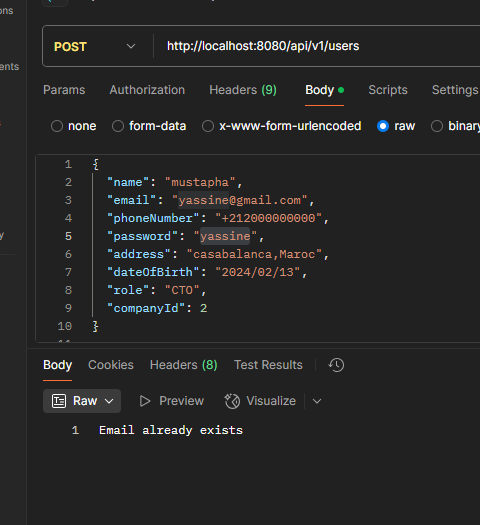 ons
POST
http://localhost:8080/api/v1/users
ents
Params Authorization Headers (9) Body Scripts Settings
none form-data x-www-form-urlencoded raw binary
1 {
2 "name": "mustapha",
3 "email": "yassine@gmail.com",
4 "phoneNumber": "+212000000000",
5 "password": "yassine",
6 "address": "casabalanca,Maroc",
7 "dateOfBirth": "2024/02/13",
8 "role": "CTO",
9 "companyId": 2
10 }
y
Body Cookies Headers (8) Test Results
Raw Preview Visualize
1 Email already exists